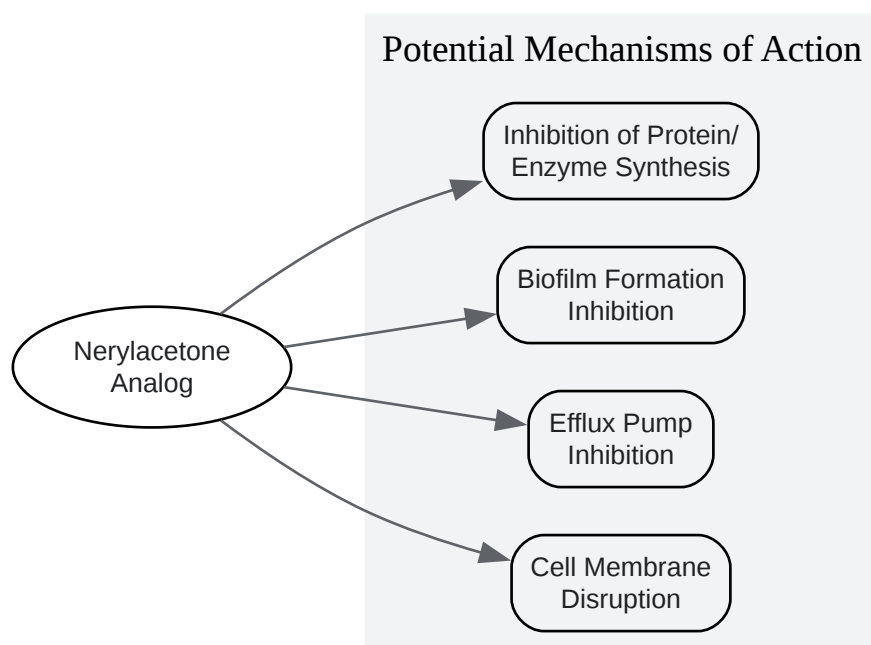 Potential Mechanisms of Action
Inhibition of Protein/
Enzyme Synthesis
Biofilm Formation
Inhibition
Nerylacetone
Analog
Efflux Pump
Inhibition
Cell Membrane
Disruption